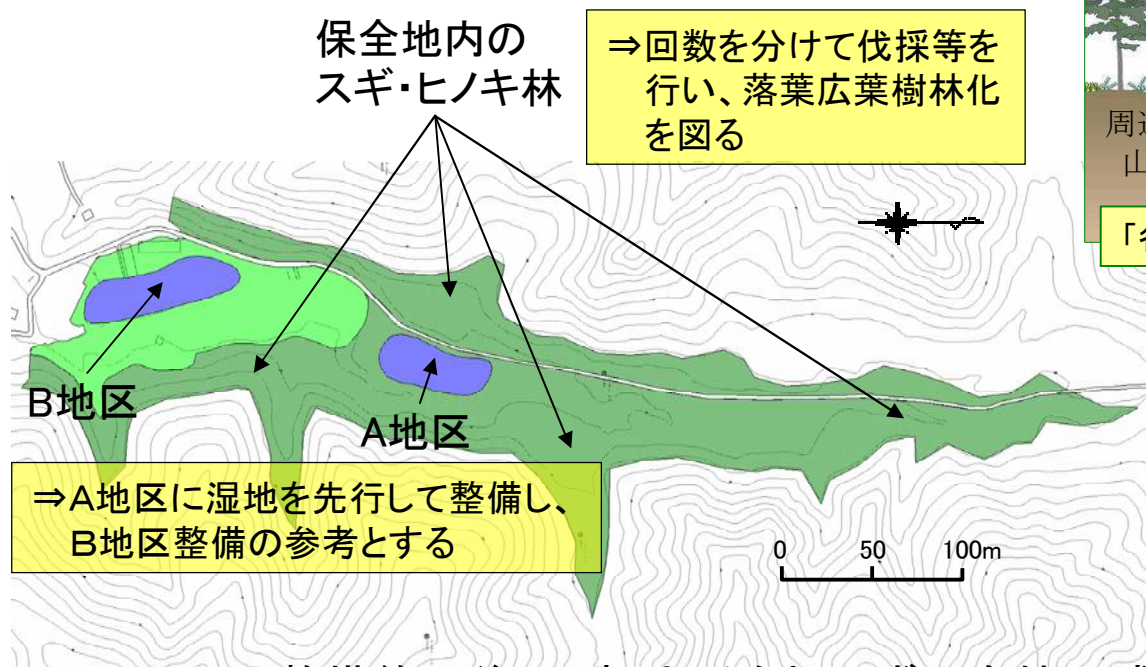 保全地内の
スギ・ヒノキ林
⇒回数を分けて伐採等を
行い、落葉広葉樹林化
を図る
山
B地区
A地区
⇒A地区に湿地を先行して整備し、
B地区整備の参考とする
0 50 100m